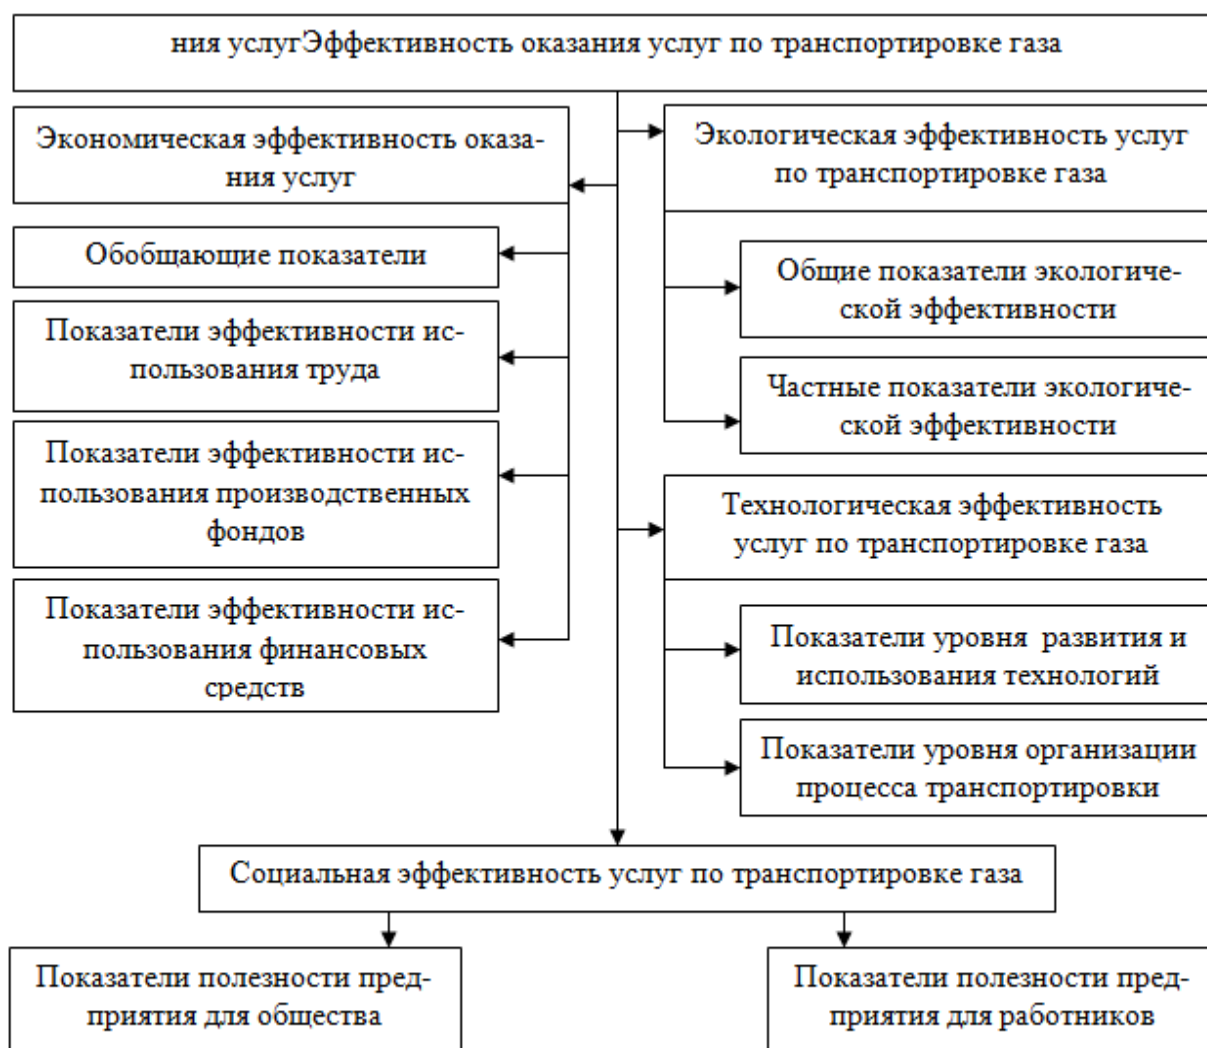 ния услугЭффективность оказания услуг по транспортировке газа
Экономическая эффективность оказа-
ния услуг
Обобщающие показатели
Показатели эффективности ис-
пользования труда
Показатели эффективности ис-
пользования производственных
фондов
Показатели эффективности ис-
пользования финансовых
средств
Экологическая эффективность услуг
по транспортировке газа
Общие показатели экологиче-
ской эффективности
Частные показатели экологиче-
ской эффективности
Технологическая эффективность
услуг по транспортировке газа
Показатели уровня развития и
использования технологий
Показатели уровня организации
процесса транспортировки
Социальная эффективность услуг по транспортировке газа
Показатели полезности пред-
приятия для общества
Показатели полезности пред-
приятия для работников